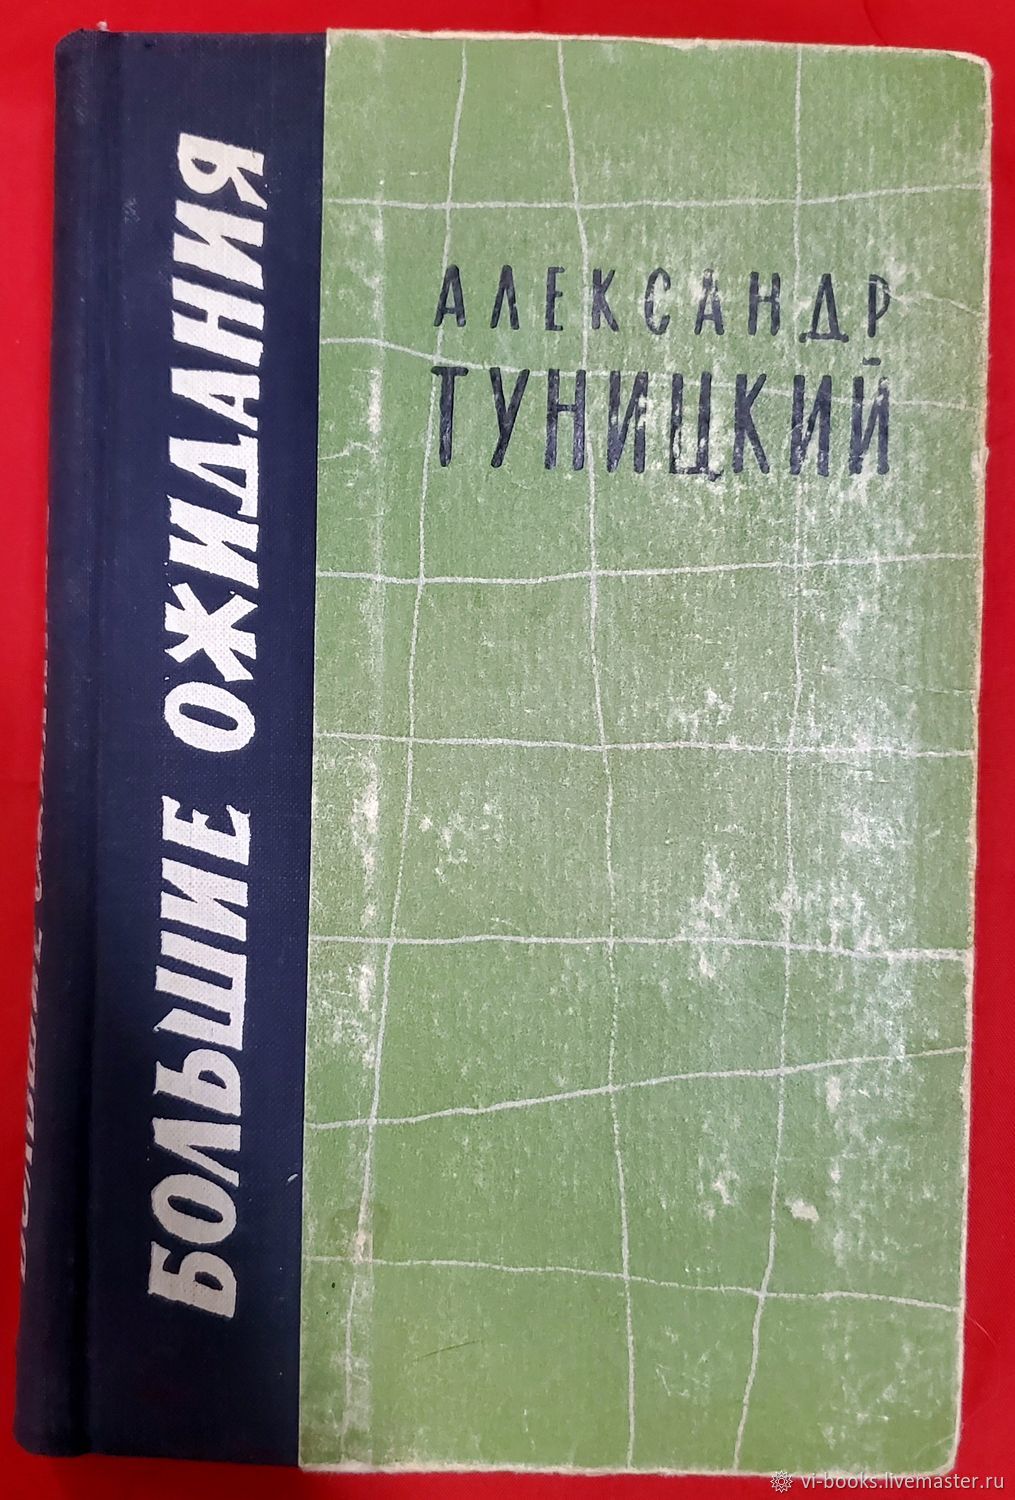 БОЛЬШИЕ ОЖИДАНИЯ
АЛЕКСАНДР
ТУНИЦКИЙ
vi-books.livemaster.ru